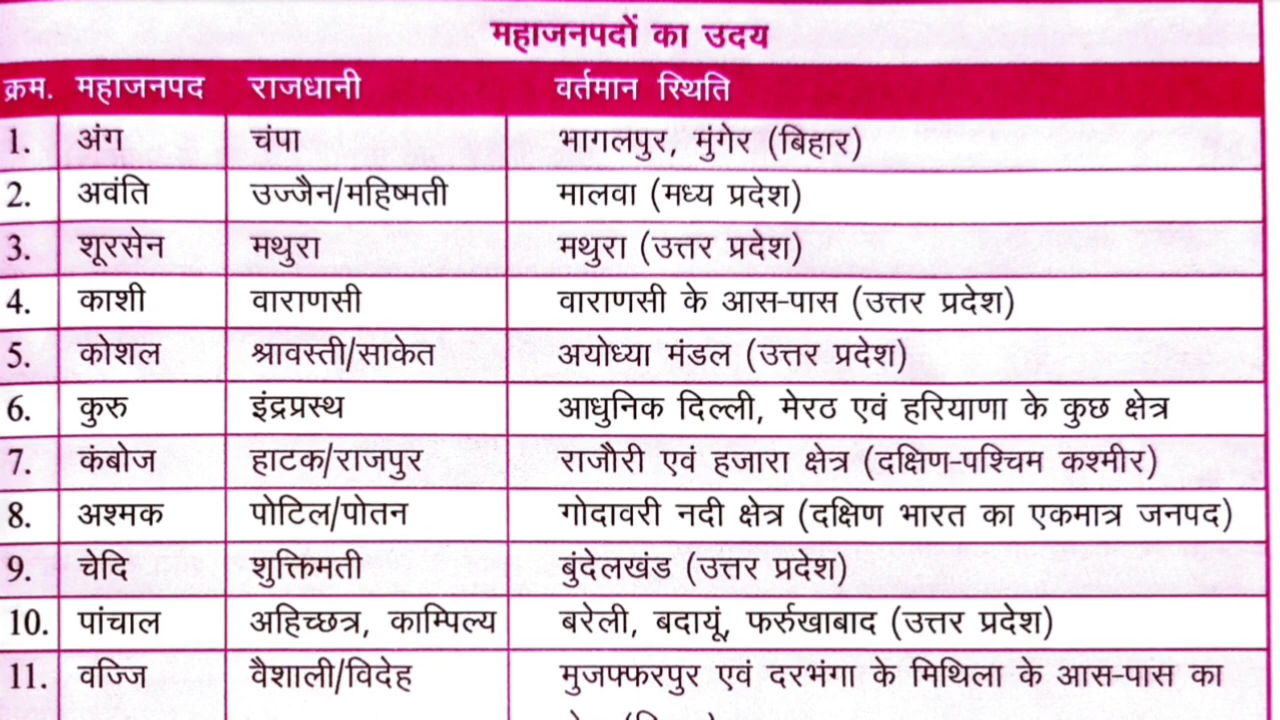 महाजनपदों का उदय
क्रम. महाजनपद राजधानी वर्तमान स्थिति
1. अंग चंपा भागलपुर, मुंगेर (बिहार)
2. अवंति उज्जैन/महिष्मती मालवा (मध्य प्रदेश)
3. शूरसेन मथुरा मथुरा (उत्तर प्रदेश)
4. काशी वाराणसी वाराणसी के आस-पास (उत्तर प्रदेश)
5. कोशल श्रावस्ती/साकेत अयोध्या मंडल (उत्तर प्रदेश)
6. कुरु इंद्रप्रस्थ आधुनिक दिल्ली, मेरठ एवं हरियाणा के कुछ क्षेत्र
7. कंबोज हाटक/राजपुर राजौरी एवं हजारा क्षेत्र (दक्षिण-पश्चिम कश्मीर)
8. अश्मक पोटिल/पोतन गोदावरी नदी क्षेत्र (दक्षिण भारत का एकमात्र जनपद)
9. चेदि शुक्तिमती बुंदेलखंड (उत्तर प्रदेश)
10. पांचाल अहिच्छत्र, काम्पिल्य बरेली, बदायूं, फर्रुखाबाद (उत्तर प्रदेश)
11. वज्जि वैशाली/विदेह मुजफ्फरपुर एवं दरभंगा के मिथिला के आस-पास का